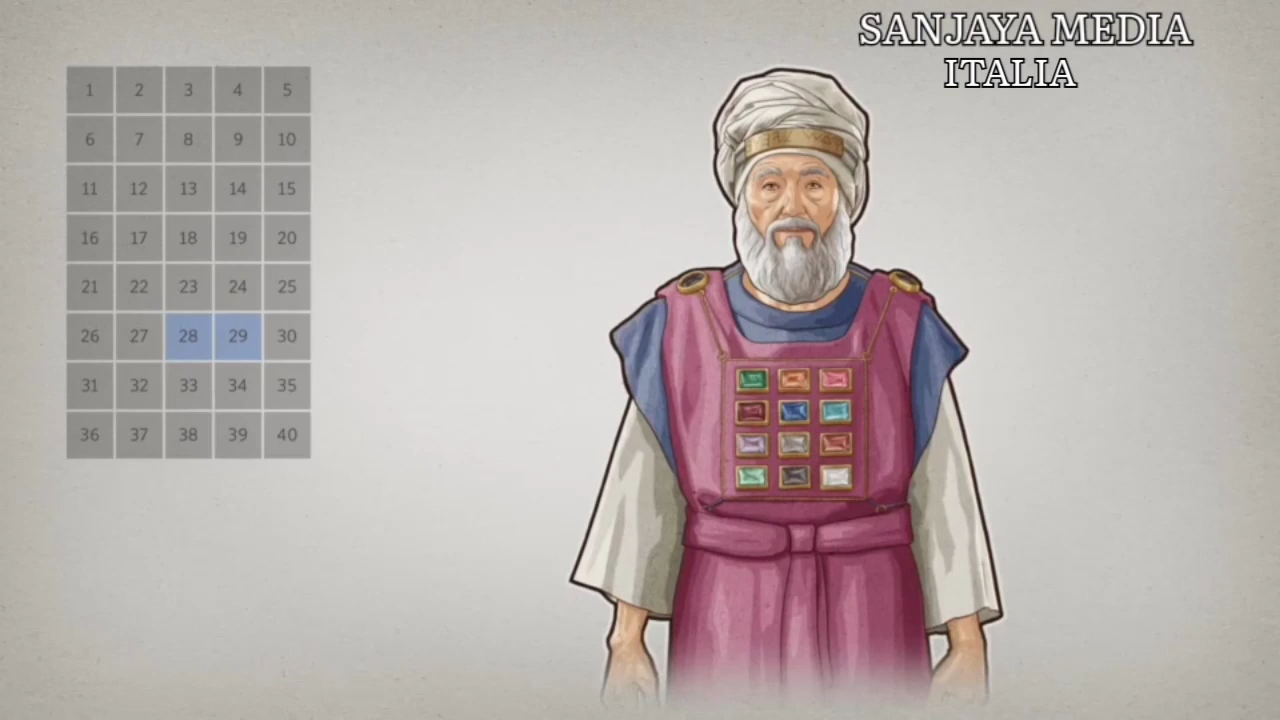 SANJAYA MEDIA
ITALIA
1 2 3 4 5
6 7 8 9 10
11 12 13 14 15
16 17 18 19 20
21 22 23 24 25
26 27 28 29 30
31 32 33 34 35
36 37 38 39 40